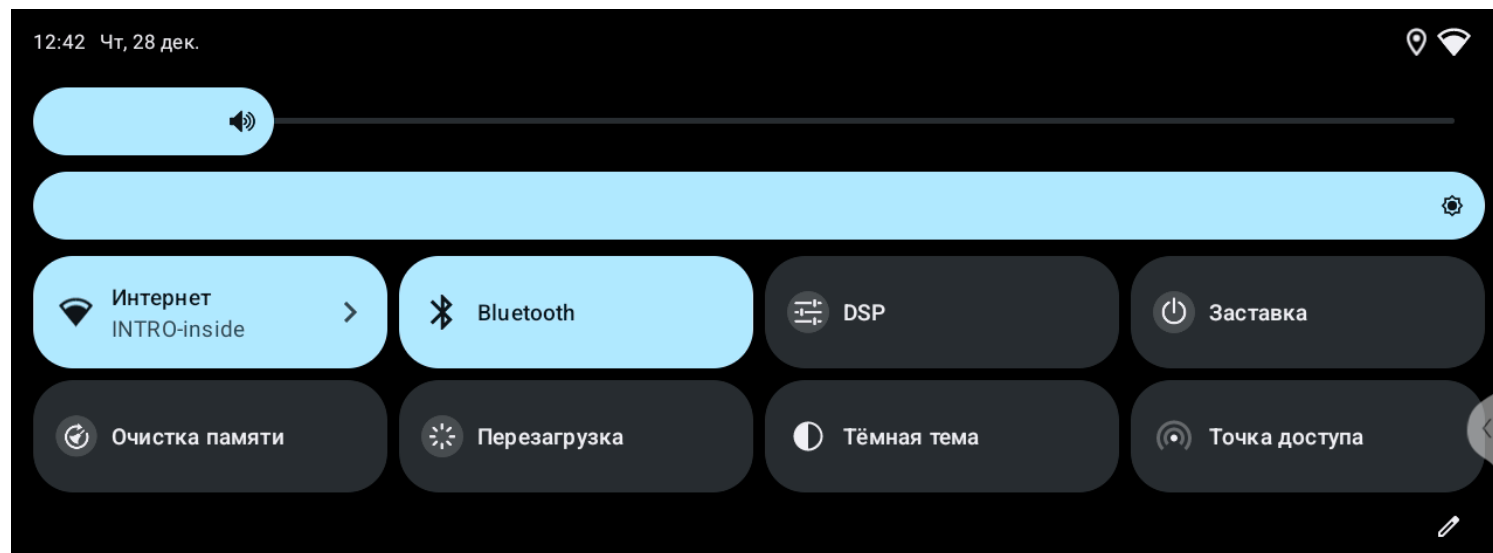 12:42 Чт, 28 дек.
Интернет
INTRO-inside
Bluetooth
DSP
Заставка
Очистка памяти
Перезагрузка
Тёмная тема
Точка доступа